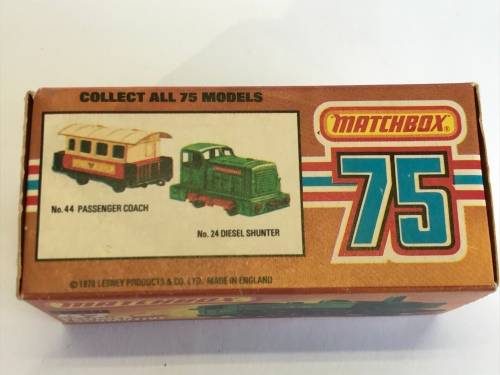 COLLECT ALL 75 MODELS
MATCHBOX
75
No. 44 PASSENGER COACH
No. 24 DIESEL SHUNTER
© 1978 LESNEY PRODUCTS & CO. LTD. MADE IN ENGLAND
MATCHBOX